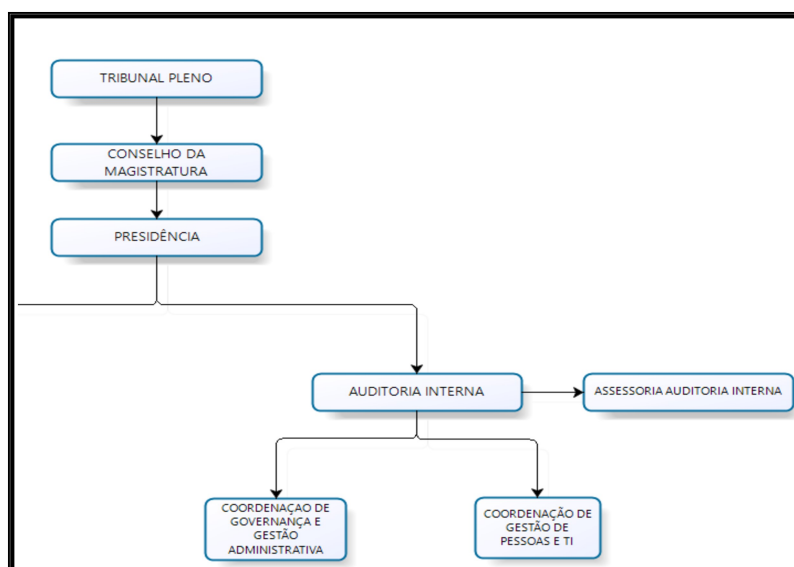 TRIBUNAL PLENO
CONSELHO DA
MAGISTRATURA
PRESIDÊNCIA
AUDITORIA INTERNA
ASSESSORIA AUDITORIA INTERNA
COORDENAÇAO DE
GOVERNANÇA E
GESTÃO
ADMINISTRATIVA
COORDENAÇÃO DE
GESTÃO DE
PESSOAS E TI